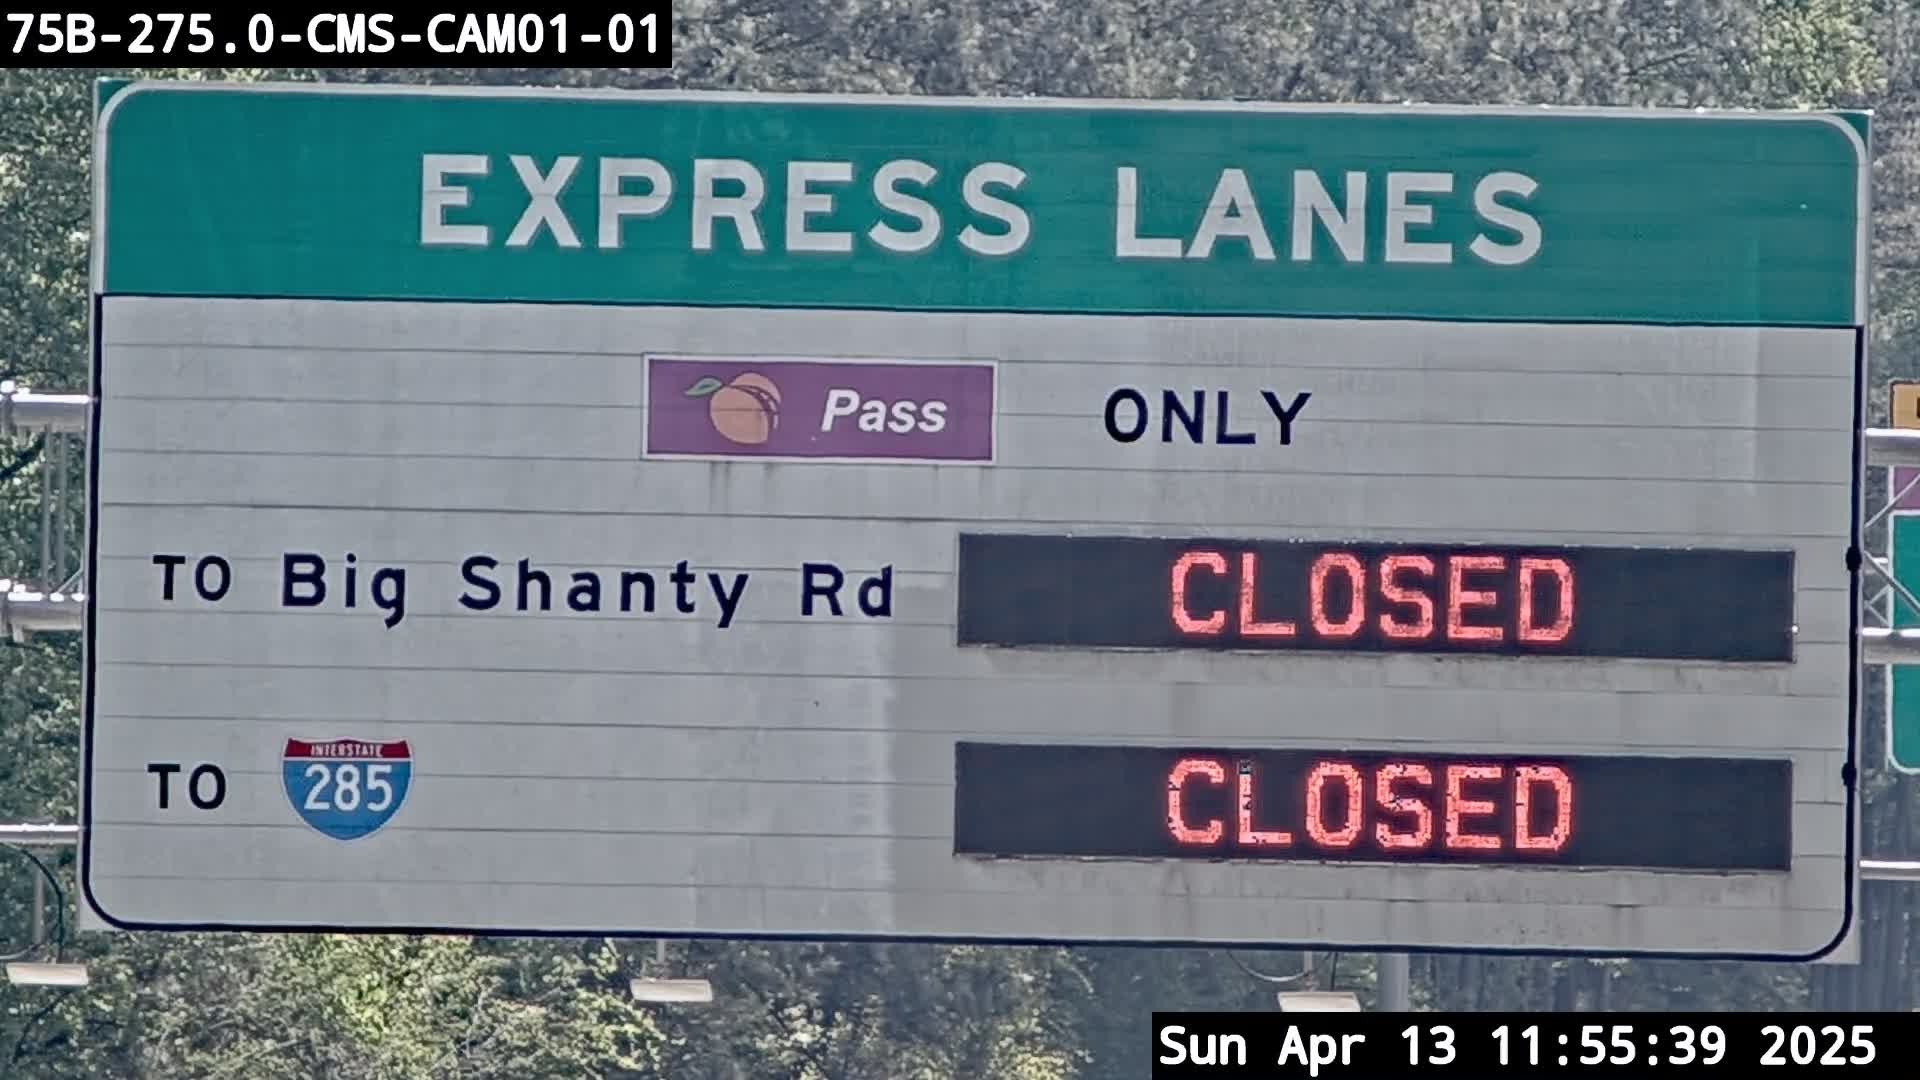 75B-275.0-CMS-CAM01-01
EXPRESS LANES
Pass ONLY
TO Big Shanty Rd CLOSED
TO INTERSTATE 285 CLOSED
Sun Apr 13 11:55:39 2025